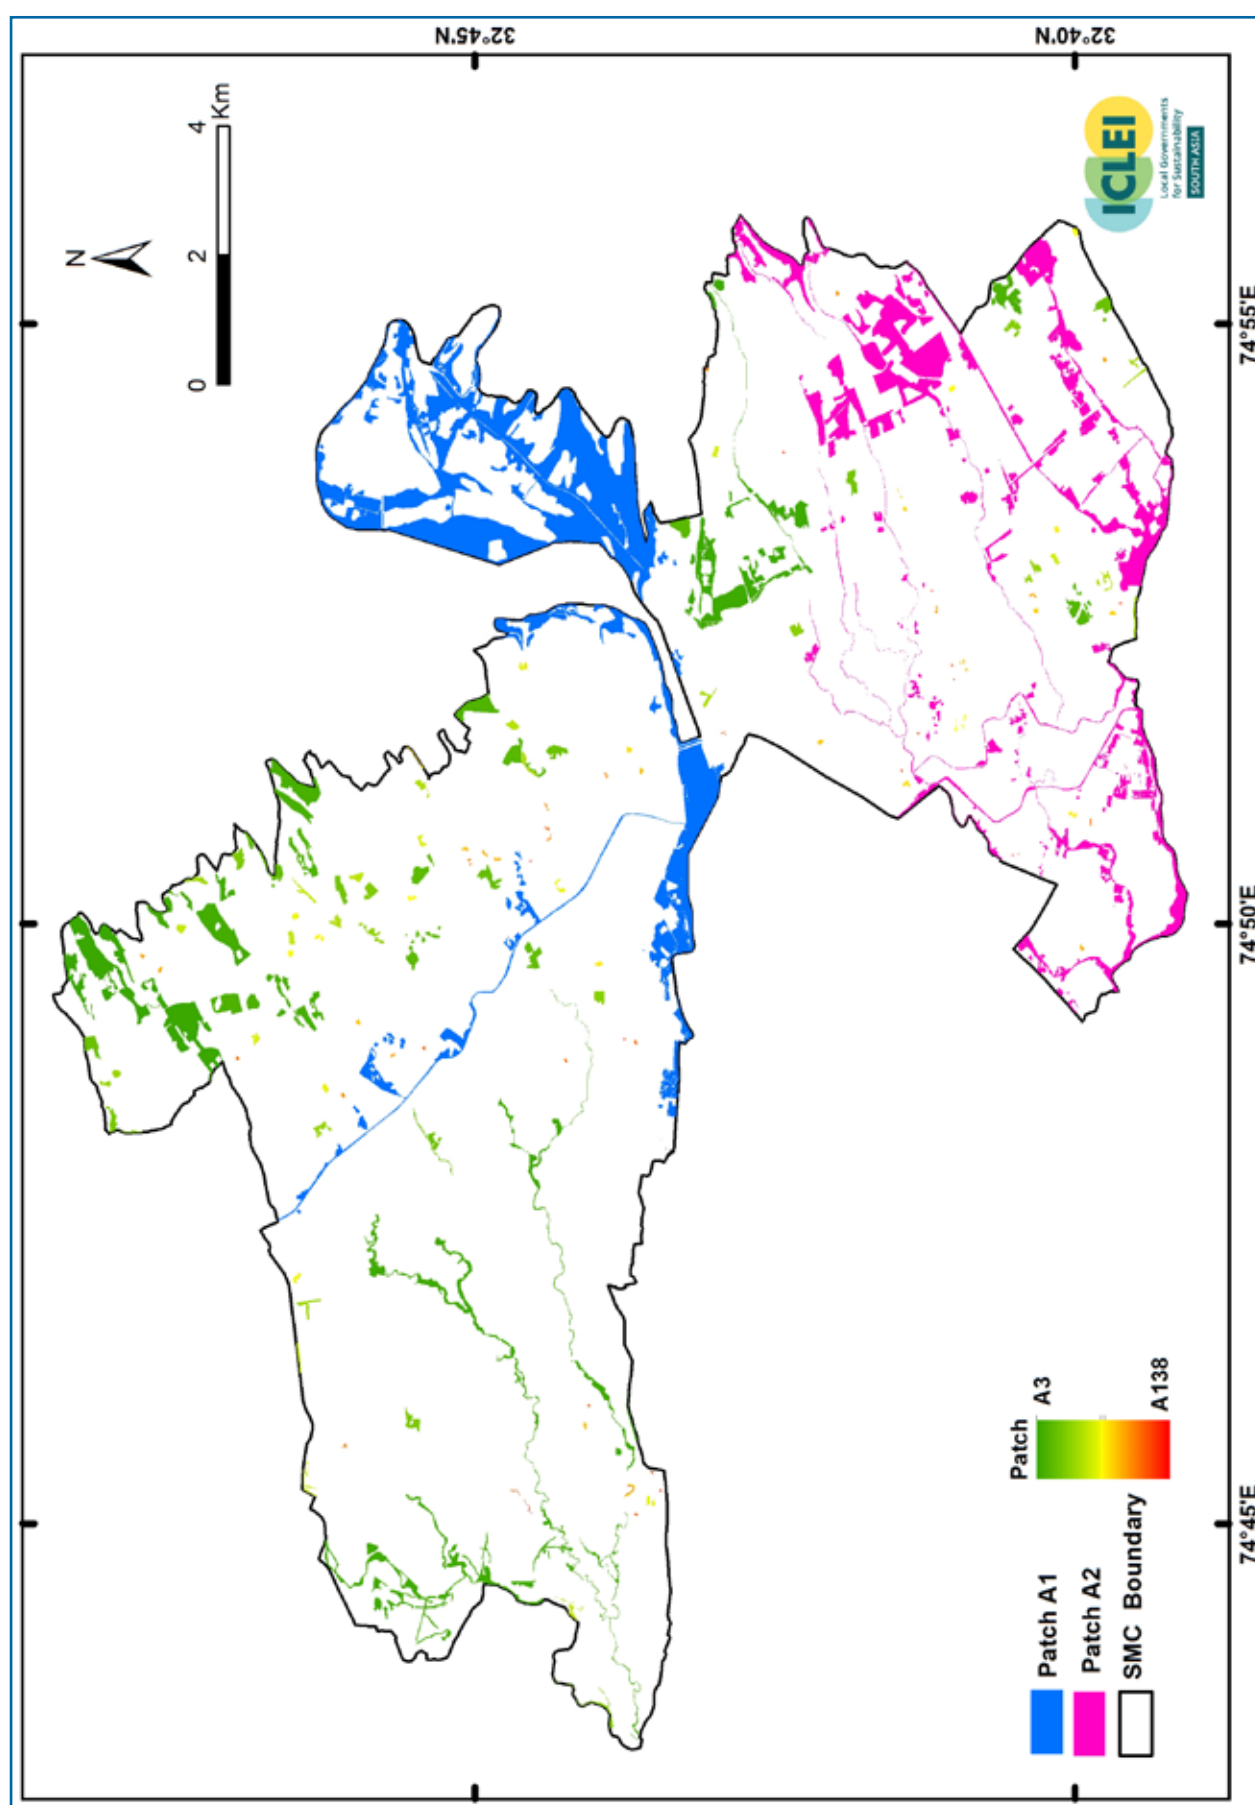 32°45'N
32°40'N
N
0 2 4
Km
ICLEI
Local Governments
for Sustainability
SOUTH ASIA
74°55'E
74°50'E
74°45'E
Patch A1
Patch A2
SMC Boundary
Patch
A3
A138